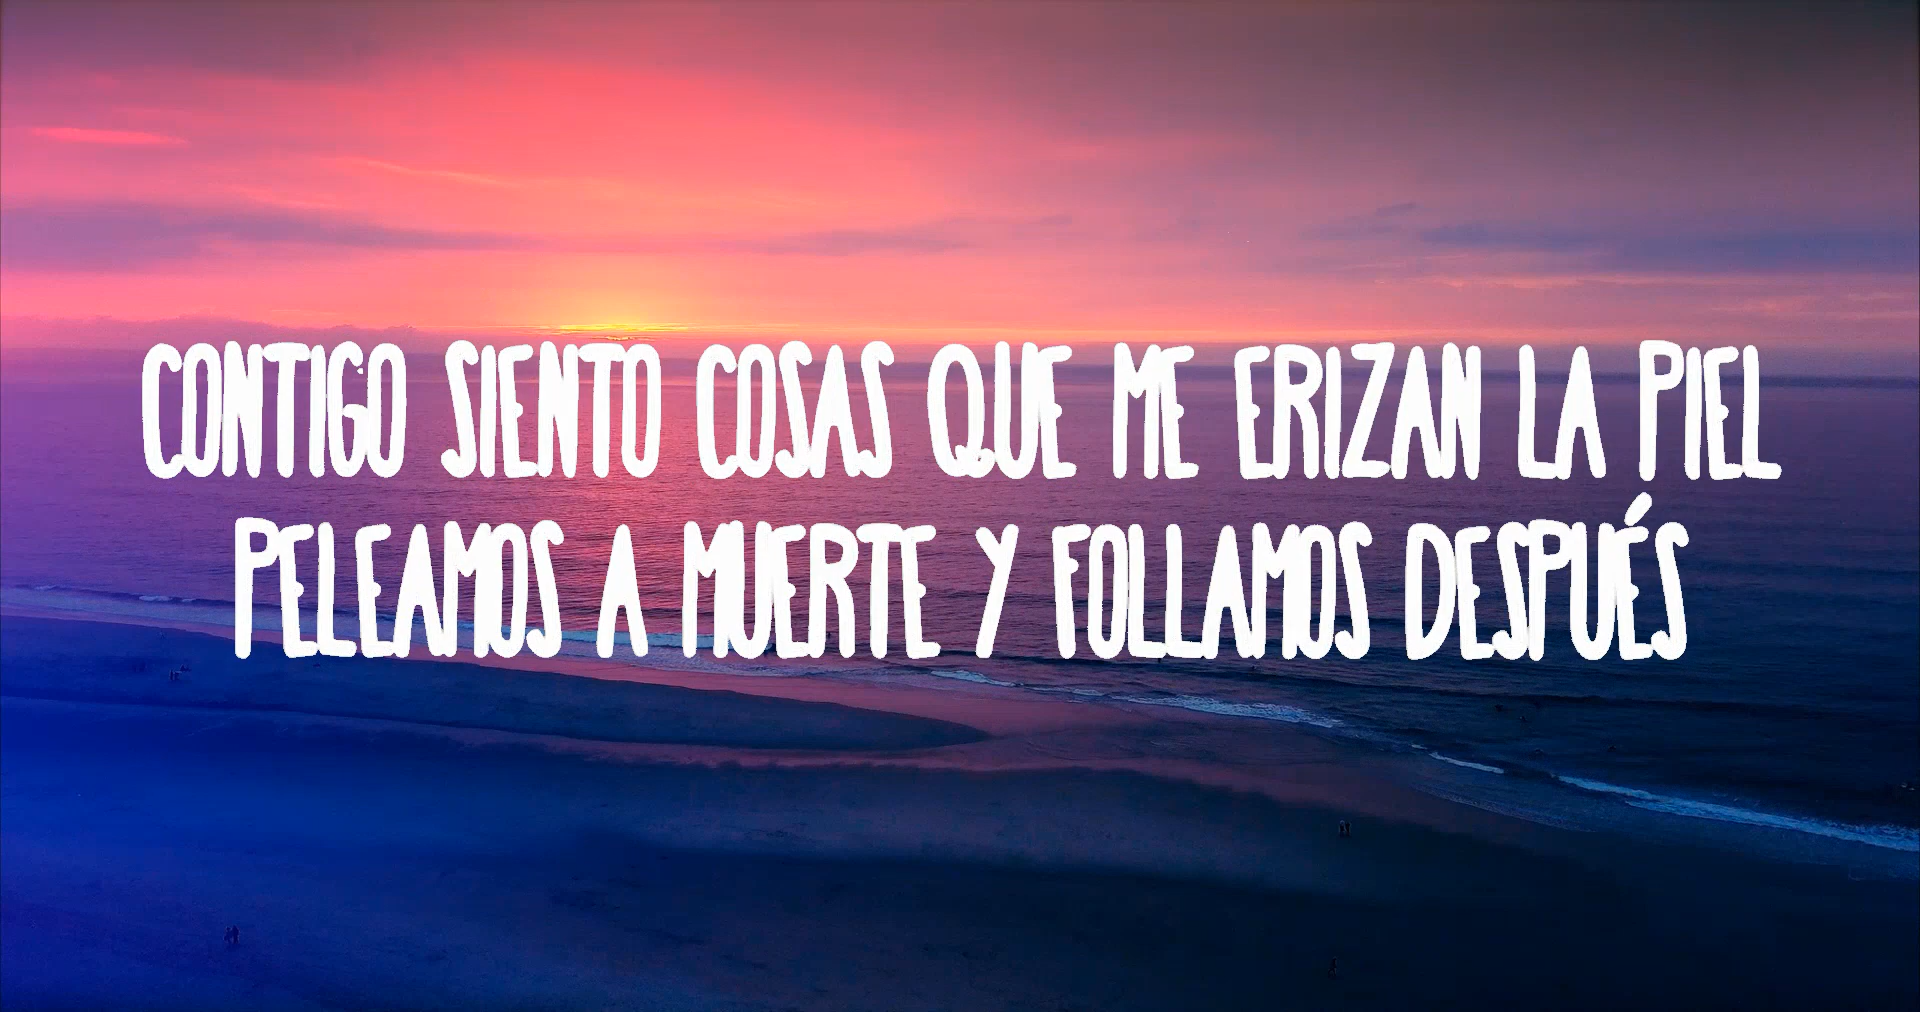 CONTIGO SIENTO COSAS QUE ME ERIZAN LA PIEL
PELEAMOS A MUERTE Y FOLLAMOS DESPUÉS